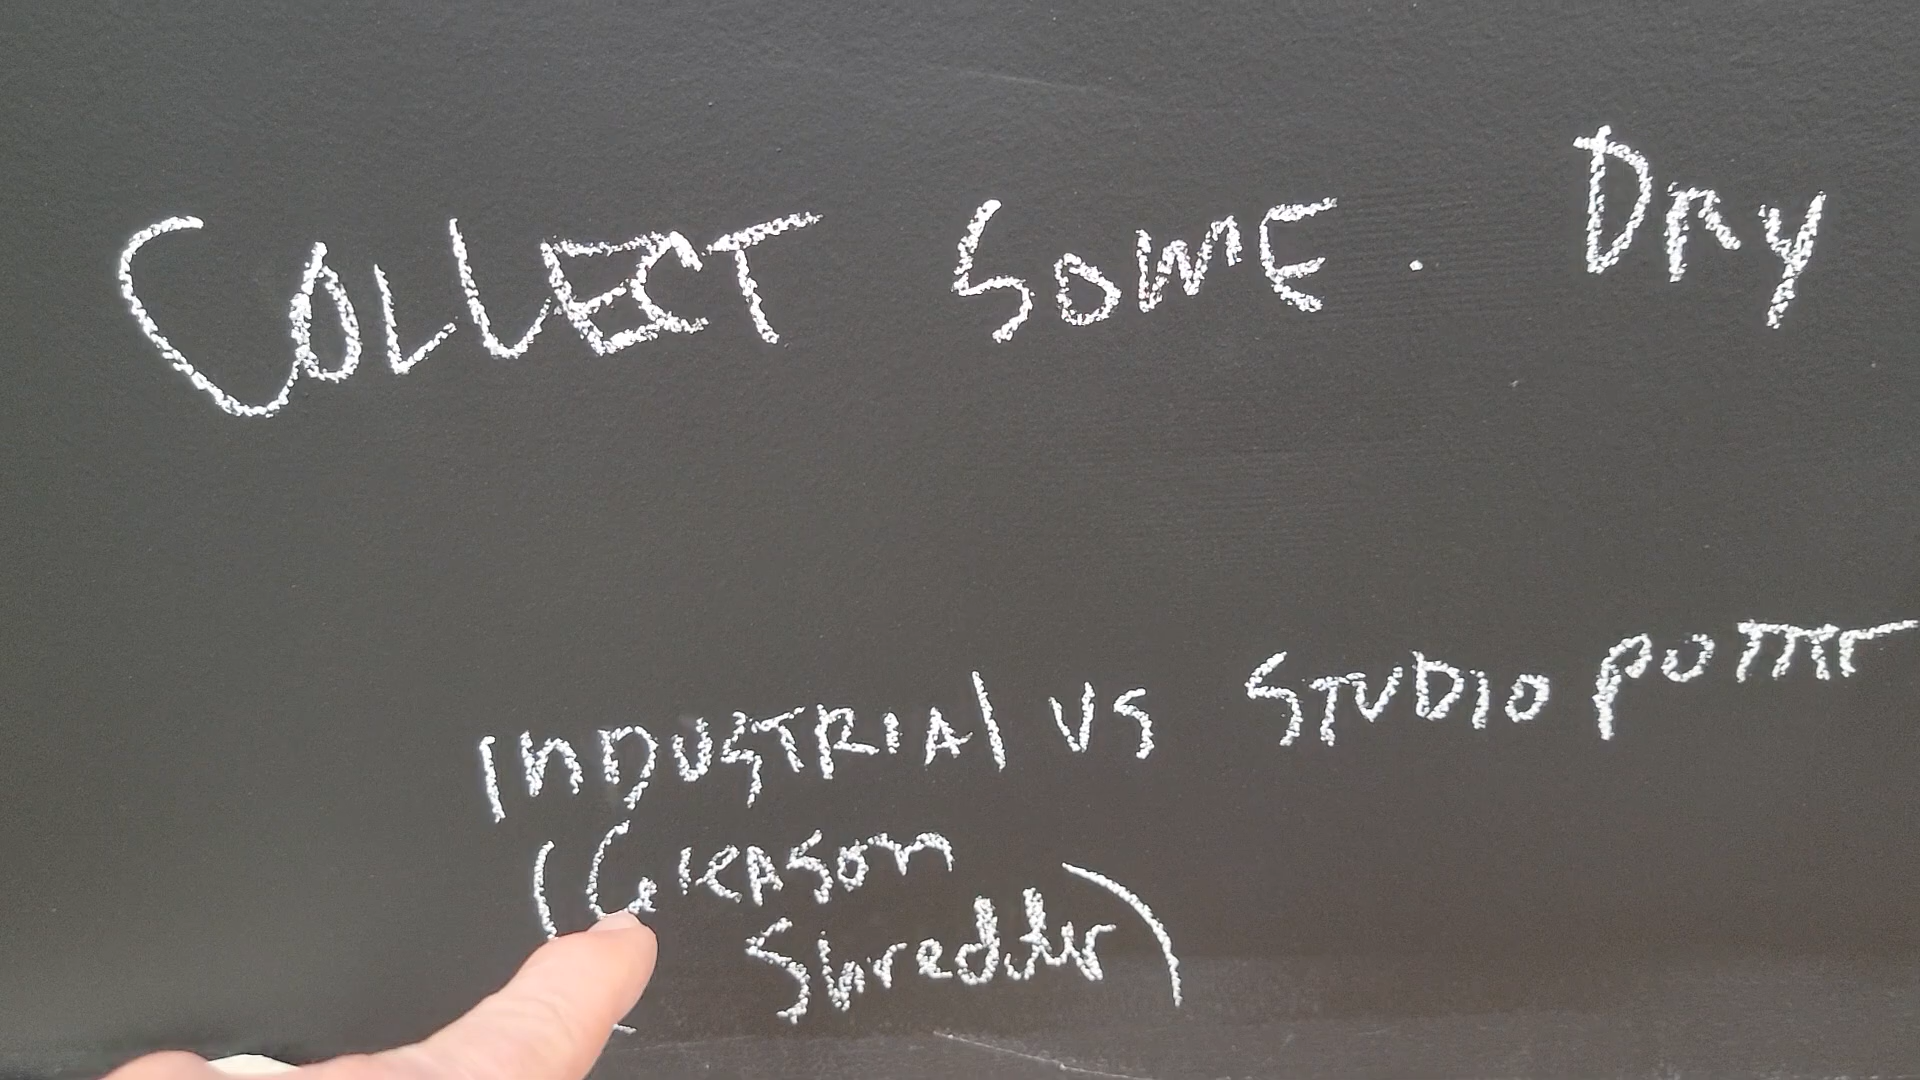 COLLECT SOME. DRY
INDUSTRIAl VS STUDIO POTTER
(GleASON
Shredder)